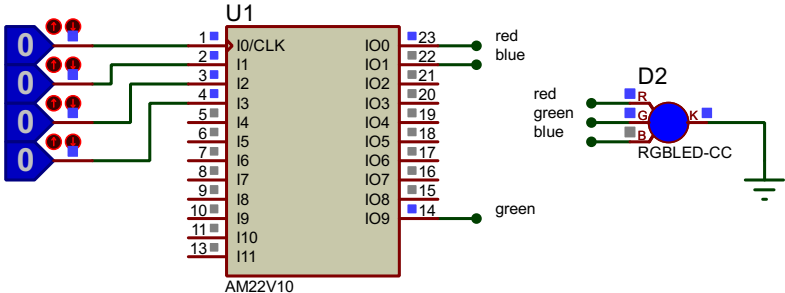 U1
0
0
0
0
1 I0/CLK
2 I1
3 I2
4 I3
5 I4
6 I5
7 I6
8 I7
9 I8
10 I9
11 I10
13 I11
IO0 23 red
IO1 22 blue
IO2 21
IO3 20
IO4 19
IO5 18
IO6 17
IO7 16
IO8 15
IO9 14 green
AM22V10
D2
red R
green G K
blue B
RGBLED-CC